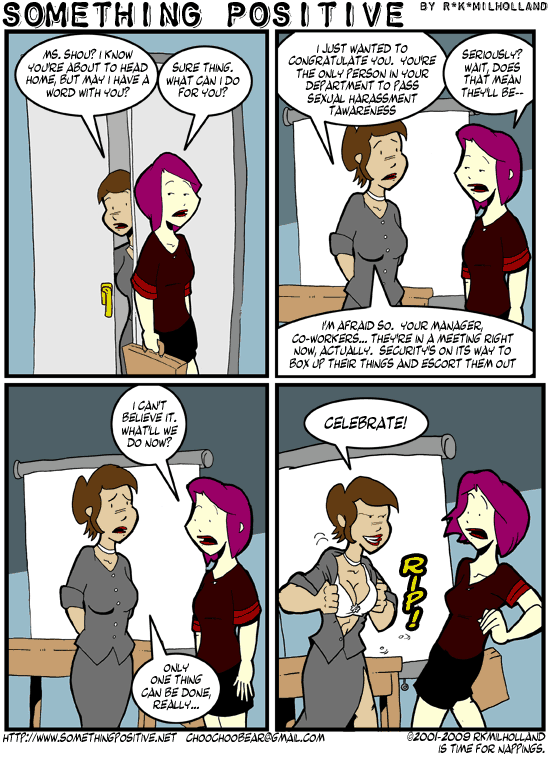 SOMETHING POSITIVE BY R*K*MILHOLLAND
MS. SHOU? I KNOW
YOU'RE ABOUT TO HEAD
HOME, BUT MAY I HAVE A
WORD WITH YOU?
SURE THING.
WHAT CAN I DO
FOR YOU?
I JUST WANTED TO
CONGRATULATE YOU. YOU'RE
THE ONLY PERSON IN YOUR
DEPARTMENT TO PASS
SEXUAL HARASSMENT
TAWARENESS
SERIOUSLY?
WAIT, DOES
THAT MEAN
THEY'LL BE--
I'M AFRAID SO. YOUR MANAGER,
CO-WORKERS... THEY'RE IN A MEETING RIGHT
NOW, ACTUALLY. SECURITY'S ON ITS WAY TO
BOX UP THEIR THINGS AND ESCORT THEM OUT
I CAN'T
BELIEVE IT.
WHAT'LL WE
DO NOW?
ONLY
ONE THING
CAN BE DONE,
REALLY...
CELEBRATE!
RIP!
HTTP://WWW.SOMETHINGPOSITIVE.NET CHOOCHOOBEAR@GMAIL.COM
©2001-2009 RKMILHOLLAND
IS TIME FOR NAPPINGS.